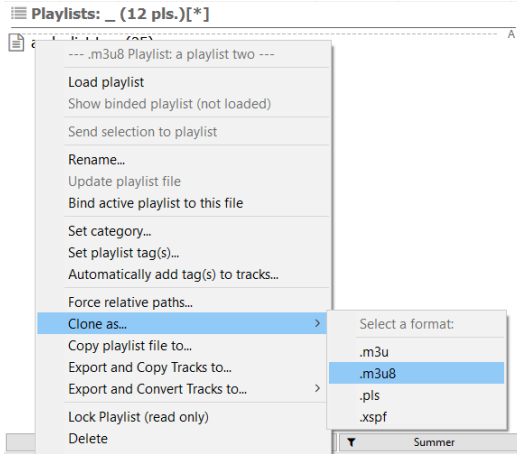 Playlists: _ (12 pls.)[*]
A
--- .m3u8 Playlist: a playlist two ---
Load playlist
Show binded playlist (not loaded)
Send selection to playlist
Rename...
Update playlist file
Bind active playlist to this file
Set category...
Set playlist tag(s)...
Automatically add tag(s) to tracks...
Force relative paths...
Clone as...
Copy playlist file to...
Export and Copy Tracks to...
Export and Convert Tracks to...
Lock Playlist (read only)
Delete
Select a format:
.m3u
.m3u8
.pls
.xspf
Summer